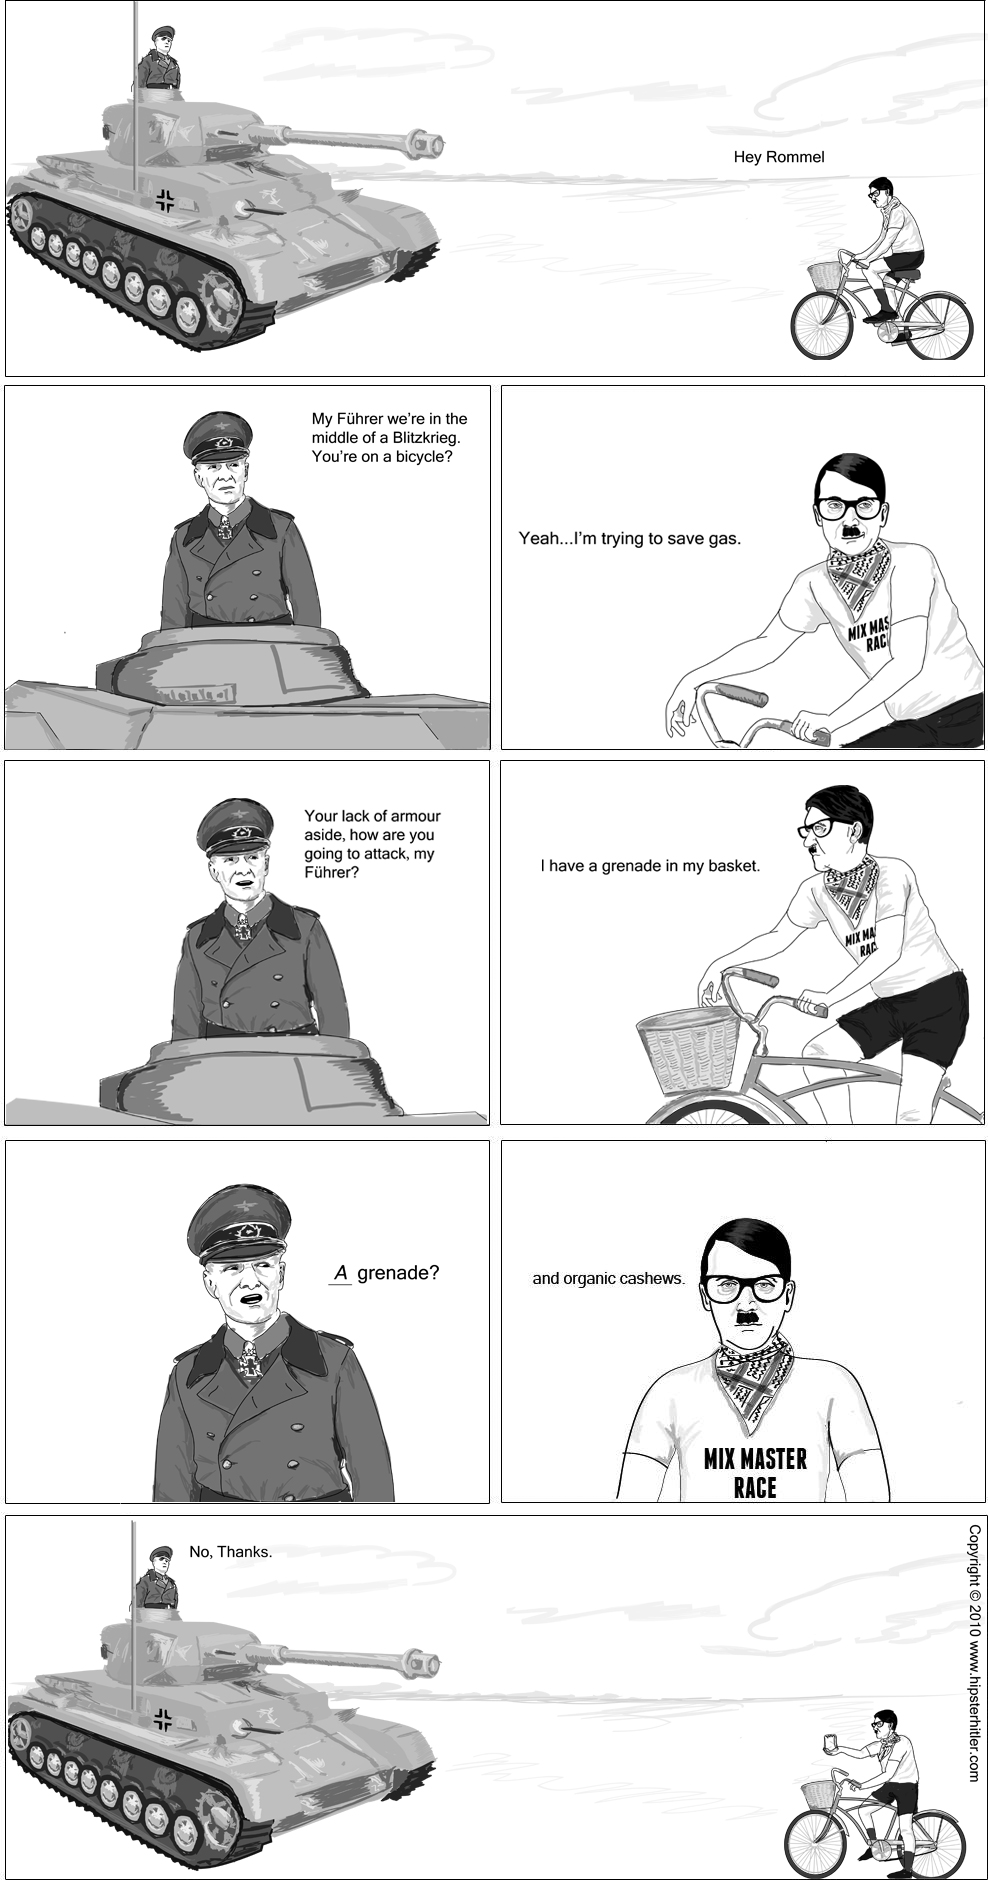 Hey Rommel
My Führer we're in the
middle of a Blitzkrieg.
You're on a bicycle?
Yeah...I'm trying to save gas.
MIX MAS
RAC
Your lack of armour
aside, how are you
going to attack, my
Führer?
I have a grenade in my basket.
MIX MA
RAC
A grenade?
and organic cashews.
MIX MASTER
RACE
No, Thanks.
Copyright © 2010 www.hipsterhitler.com